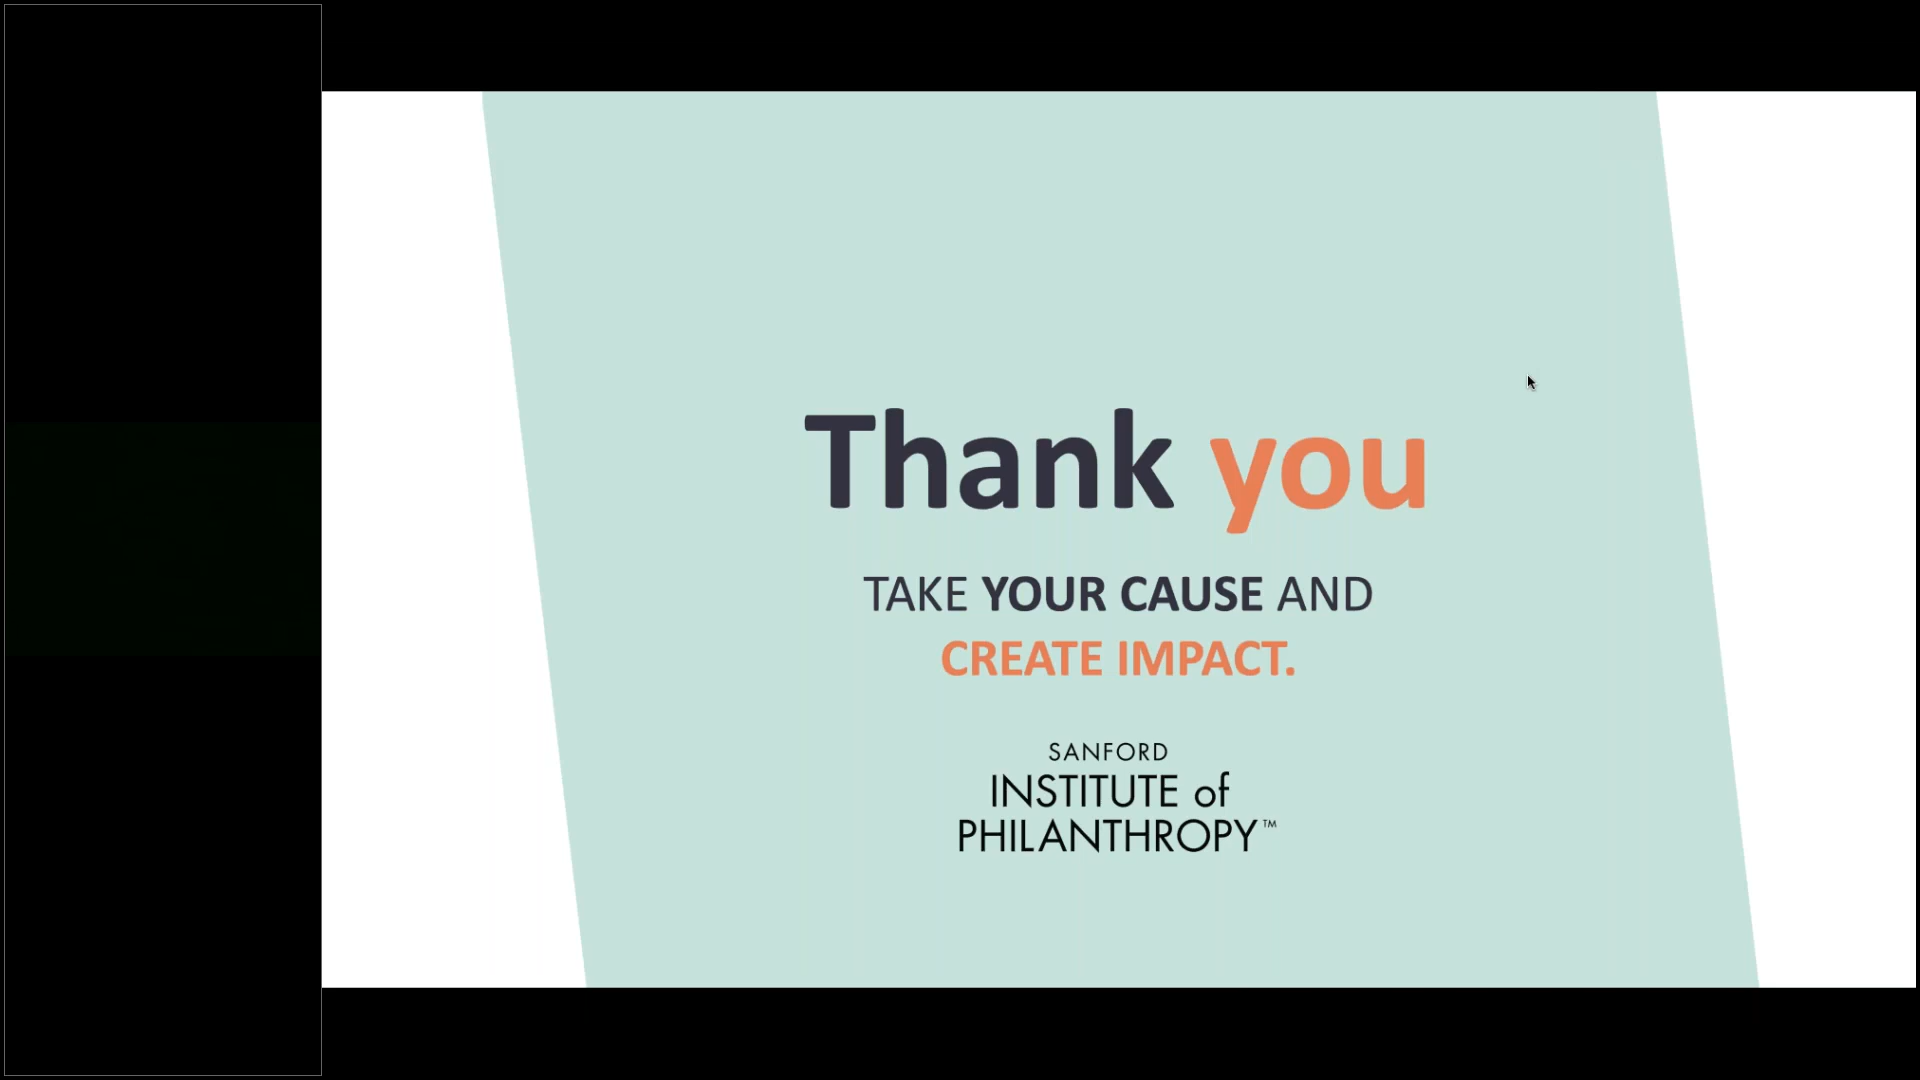 Thank you
TAKE YOUR CAUSE AND
CREATE IMPACT.
SANFORD
INSTITUTE of
PHILANTHROPY™